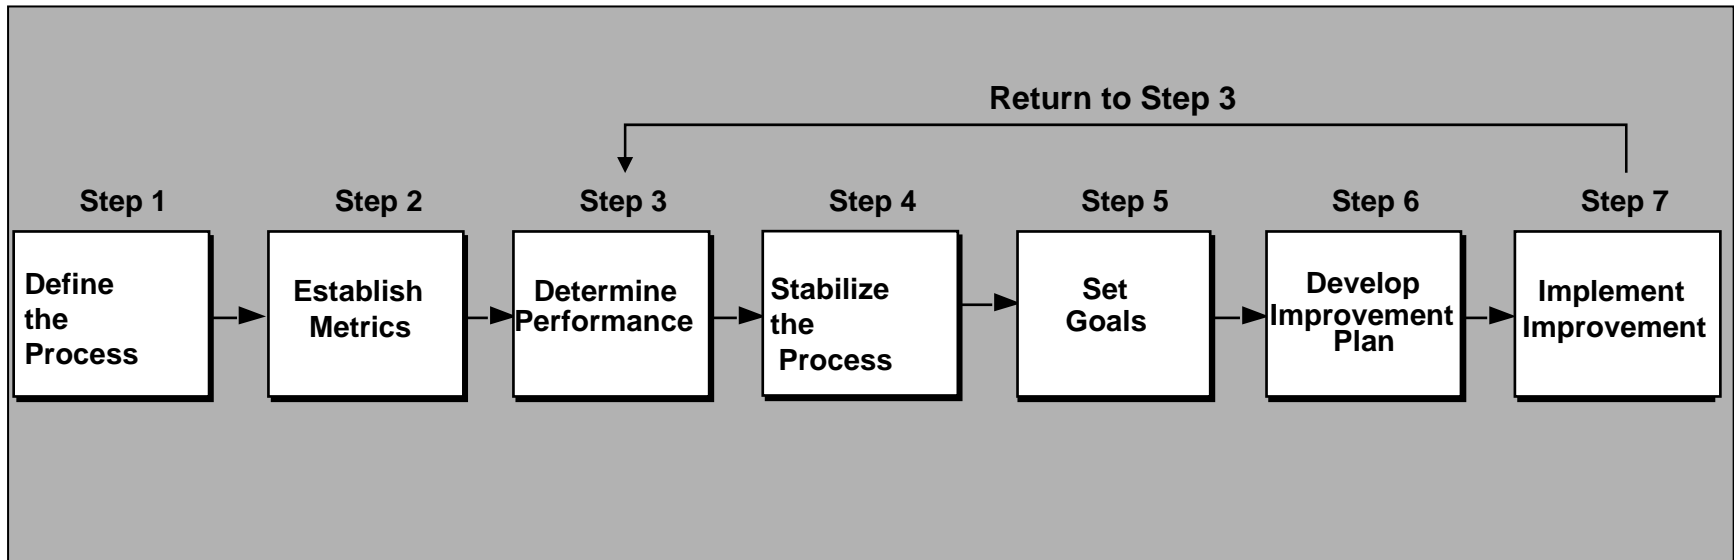 Return to Step 3
Step 1
Step 2
Step 3
Step 4
Step 5
Step 6
Step 7
Define
the
Process
Establish
Metrics
Determine
Performance
Stabilize
the
Process
Set
Goals
Develop
Improvement
Plan
Implement
Improvement